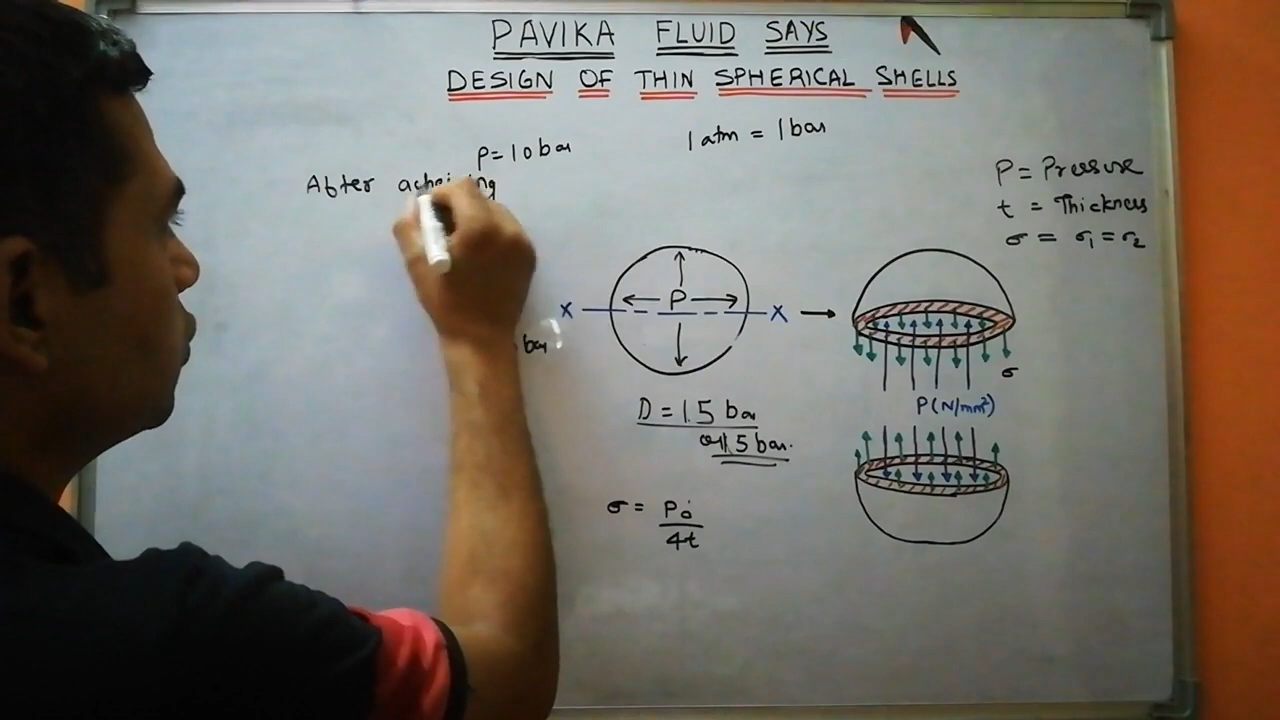 PAVIKA FLUID SAYS
DESIGN OF THIN SPHERICAL SHELLS
P=10 bar
1 atm = 1 bar
After
P = Pressure
t = Thickness
σ = σ1 = σ2
X
P
X
bar
σ
D = 1.5 bar
P(N/mm²)
1.5 bar.
σ = Pd
4t